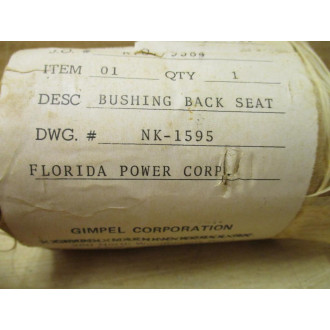 ITEM 01 QTY 1
DESC BUSHING BACK SEAT
DWG. # NK-1595
FLORIDA POWER CORP.
GIMPEL CORPORATION